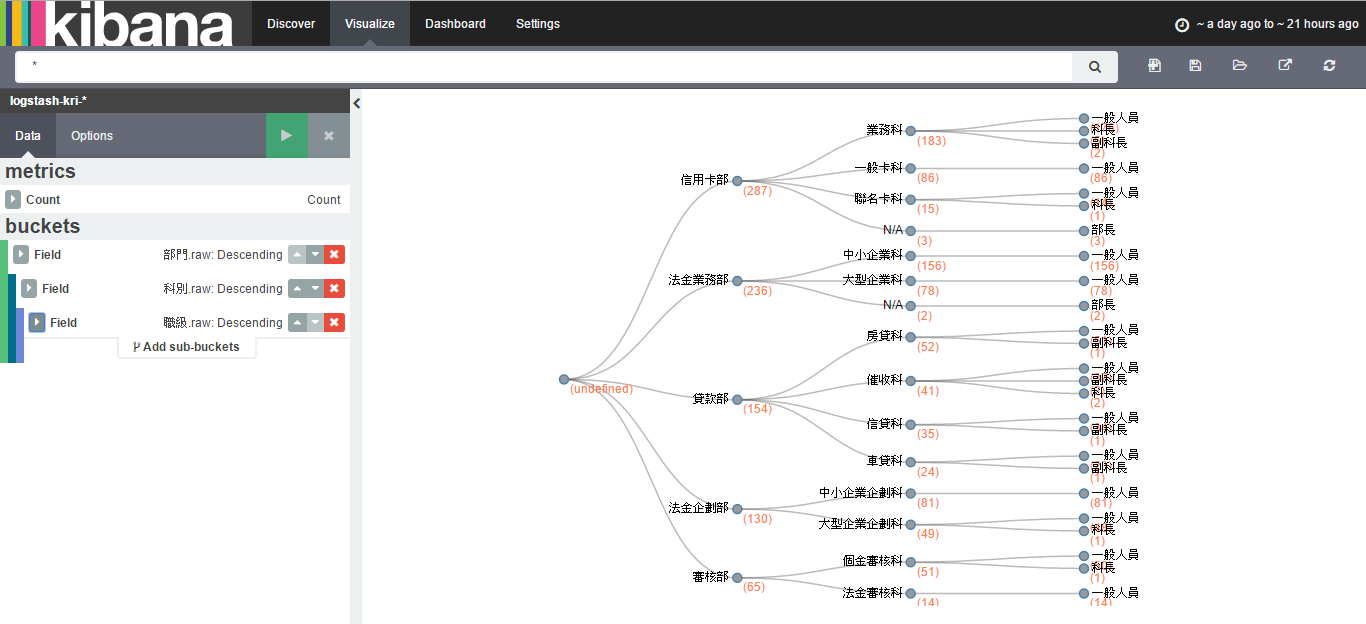 kibana
Discover
Visualize
Dashboard
Settings
~ a day ago to ~ 21 hours ago
*
logstash-kri-*
Data
Options
metrics
Count
Count
buckets
Field
部門.raw: Descending
Field
科別.raw: Descending
Field
職級.raw: Descending
Add sub-buckets
(undefined)
信用卡部
(287)
業務科
(183)
一般人員
科長
副科長
(2)
一般卡科
(86)
一般人員
(86)
聯名卡科
(15)
一般人員
科長
(1)
N/A
(3)
部長
(3)
法金業務部
(236)
中小企業科
(156)
一般人員
(156)
大型企業科
(78)
一般人員
(78)
N/A
(2)
部長
(2)
貸款部
(154)
房貸科
(52)
一般人員
副科長
(1)
催收科
(41)
一般人員
副科長
科長
(2)
信貸科
(35)
一般人員
副科長
(1)
車貸科
(24)
一般人員
副科長
(1)
法金企劃部
(130)
中小企業企劃科
(81)
一般人員
(81)
大型企業企劃科
(49)
一般人員
科長
(1)
審核部
(65)
個金審核科
(51)
一般人員
科長
(1)
法金審核科
(14)
一般人員
(14)